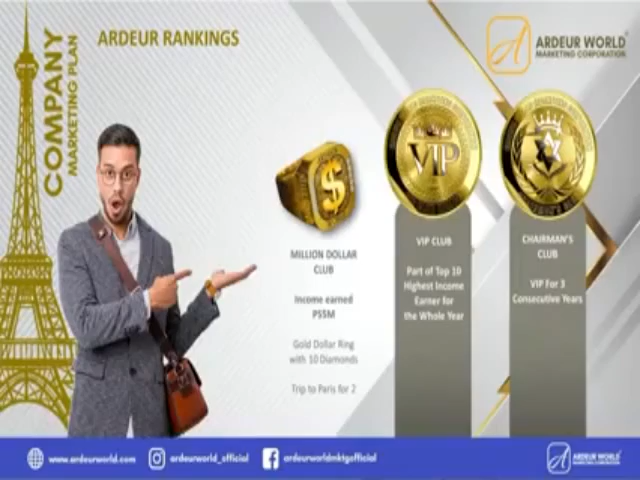 COMPANY
MARKETING PLAN
ARDEUR RANKINGS
ARDEUR WORLD
MARKETING CORPORATION
$
MILLION DOLLAR
CLUB
Income earned
P55M
Gold Dollar Ring
with 10 Diamonds
Trip to Paris for 2
VIP
VIP CLUB
Part of Top 10
Highest Income
Earner for
the Whole Year
CHAIRMAN'S
CLUB
VIP For 3
Consecutive Years
www.ardeurworld.com
ardeurworld_official
ardeurworldmktgofficial
ARDEUR WORLD
MARKETING CORPORATION